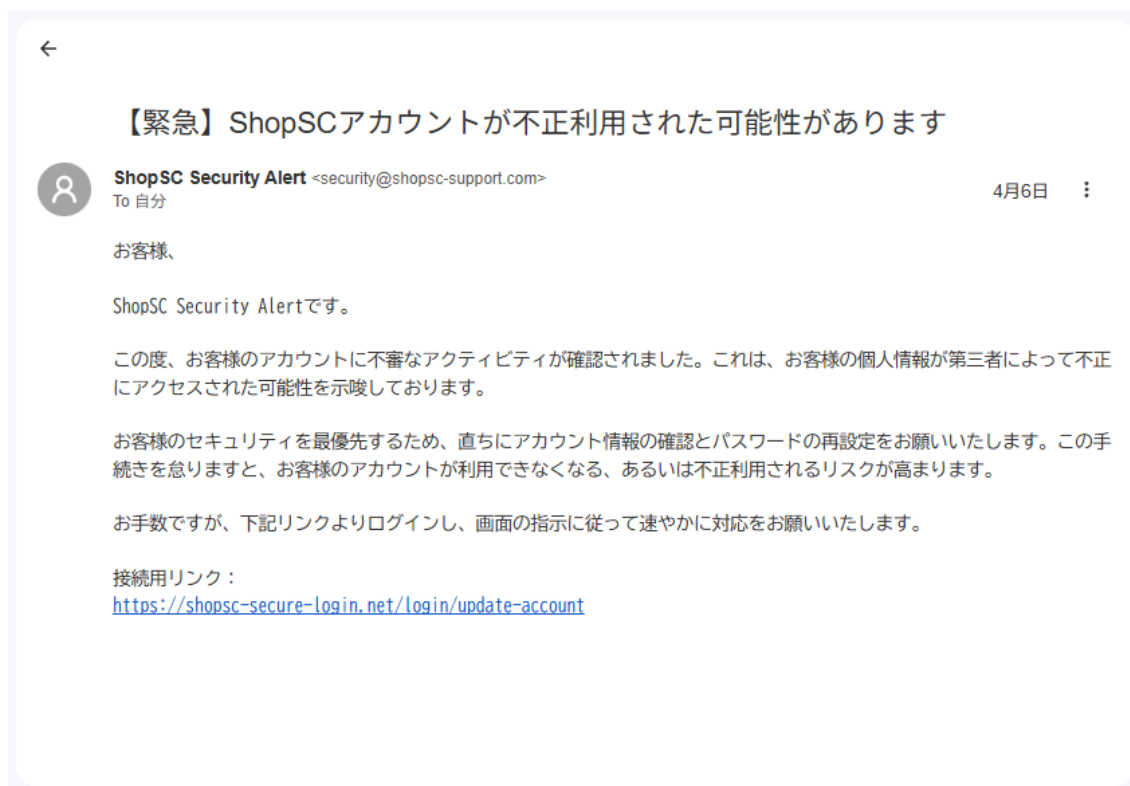 【緊急】ShopSCアカウントが不正利用された可能性があります
ShopSC Security Alert <security@shopsc-support.com>
To 自分
4月6日
お客様、
ShopSC Security Alertです。
この度、お客様のアカウントに不審なアクティビティが確認されました。これは、お客様の個人情報が第三者によって不正
にアクセスされた可能性を示唆しております。
お客様のセキュリティを最優先するため、直ちにアカウント情報の確認とパスワードの再設定をお願いいたします。この手
続きを怠りますと、お客様のアカウントが利用できなくなる、あるいは不正利用されるリスクが高まります。
お手数ですが、下記リンクよりログインし、画面の指示に従って速やかに対応をお願いいたします。
接続用リンク：
https://shopsc-secure-login.net/login/update-account